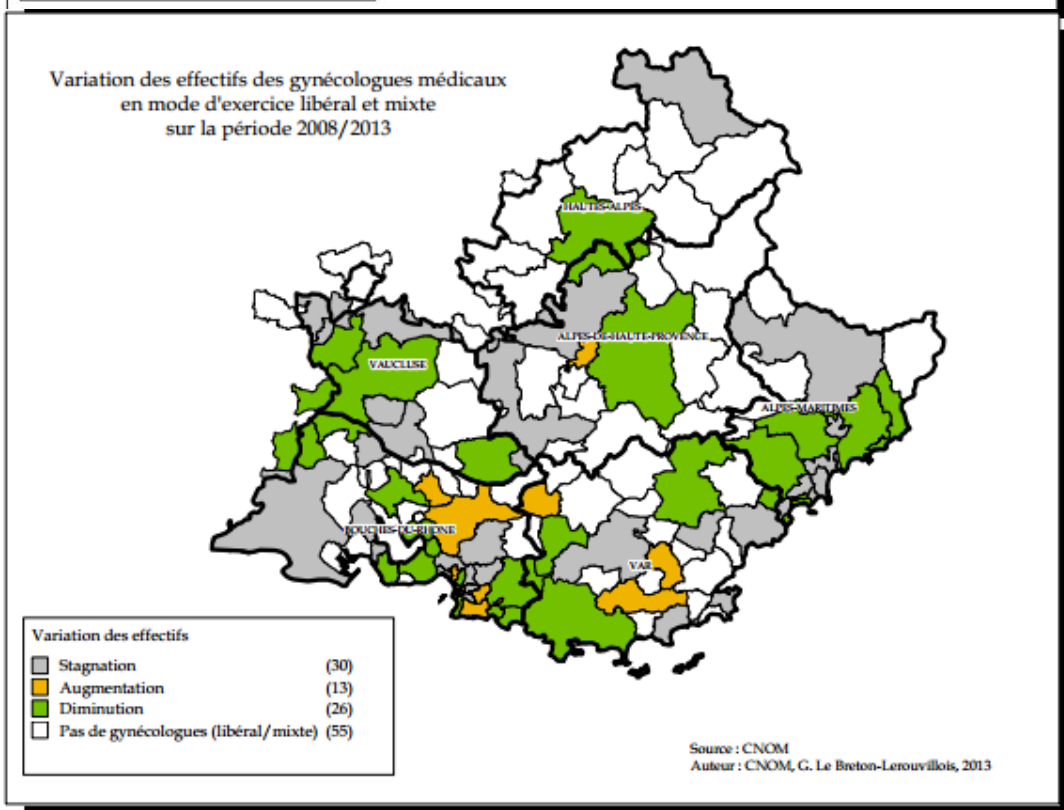 Variation des effectifs des gynécologues médicaux
en mode d'exercice libéral et mixte
sur la période 2008/2013
HAUTES-ALPES
ALPES-DE-HAUTE-PROVENCE
VAUCLUSE
ALPES-MARITIMES
BOUCHES-DU-RHONE
VAR
Variation des effectifs
Stagnation (30)
Augmentation (13)
Diminution (26)
Pas de gynécologues (libéral/mixte) (55)
Source : CNOM
Auteur : CNOM, G. Le Breton-Lerouvillois, 2013